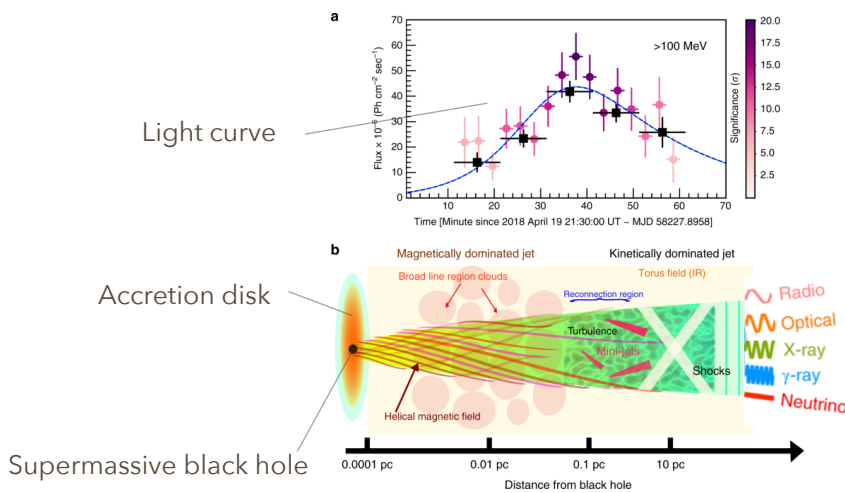 a
>100 MeV
Flux × 10⁻⁶ (Ph cm⁻² sec⁻¹)
70
60
50
40
30
20
10
0
10 20 30 40 50 60 70
Time [Minute since 2018 April 19 21:30:00 UT ~ MJD 58227.8958]
20.0
17.5
15.0
12.5
10.0
7.5
5.0
2.5
Significance (σ)
Light curve
b
Magnetically dominated jet
Kinetically dominated jet
Broad line region clouds
Torus field (IR)
Reconnection region
Accretion disk
Turbulence
Mini-jets
Shocks
Helical magnetic field
Radio
Optical
X-ray
γ-ray
Neutrino
Supermassive black hole
0.0001 pc 0.01 pc 0.1 pc 10 pc
Distance from black hole